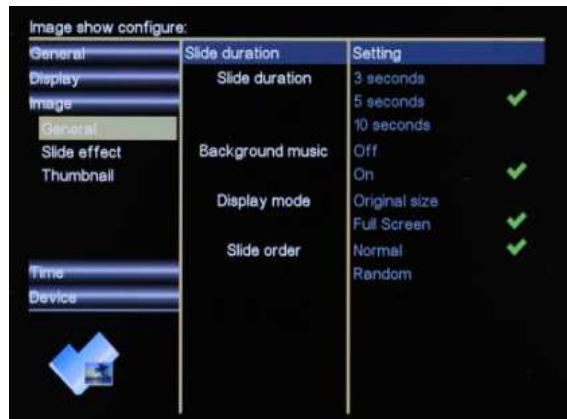 Image show configure:
General
Display
Image
General
Slide effect
Thumbnail
Time
Device
Slide duration
Setting
Slide duration
3 seconds
5 seconds
10 seconds
Background music
Off
On
Display mode
Original size
Full Screen
Slide order
Normal
Random